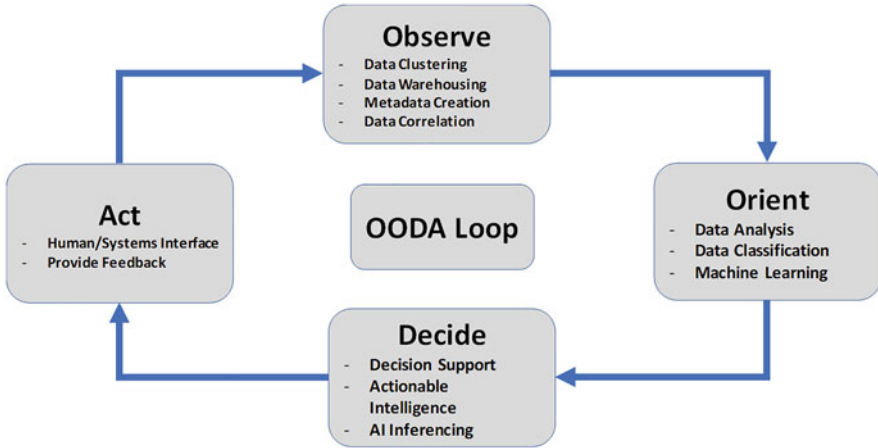 Observe
- Data Clustering
- Data Warehousing
- Metadata Creation
- Data Correlation
Act
- Human/Systems Interface
- Provide Feedback
OODA Loop
Orient
- Data Analysis
- Data Classification
- Machine Learning
Decide
- Decision Support
- Actionable
Intelligence
- AI Inferencing